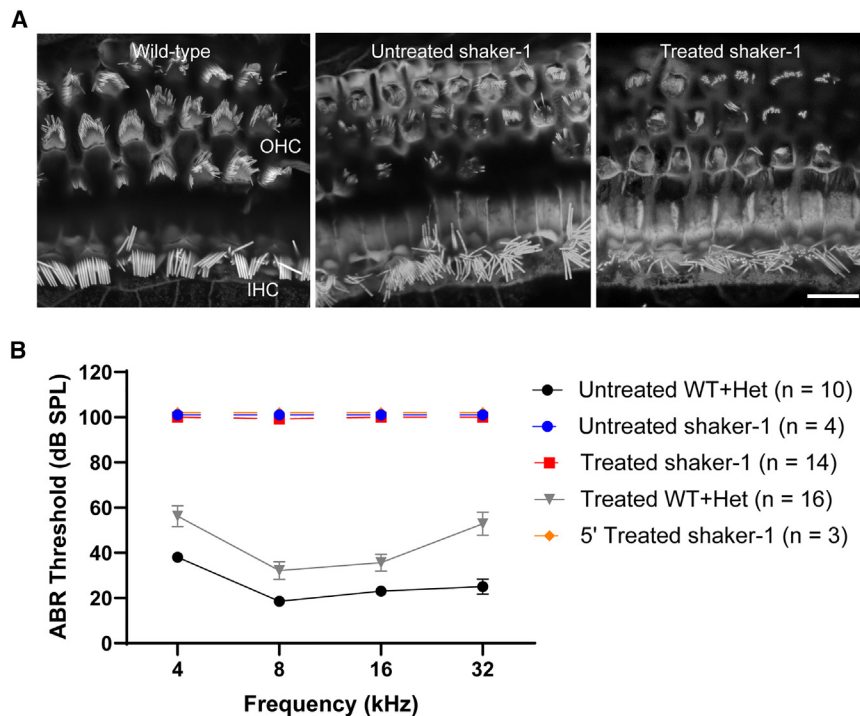 A
Wild-type
Untreated shaker-1
Treated shaker-1
OHC
IHC
B
ABR Threshold (dB SPL)
120
100
80
60
40
20
0
4
8
16
32
Frequency (kHz)
Untreated WT+Het (n = 10)
Untreated shaker-1 (n = 4)
Treated shaker-1 (n = 14)
Treated WT+Het (n = 16)
5' Treated shaker-1 (n = 3)